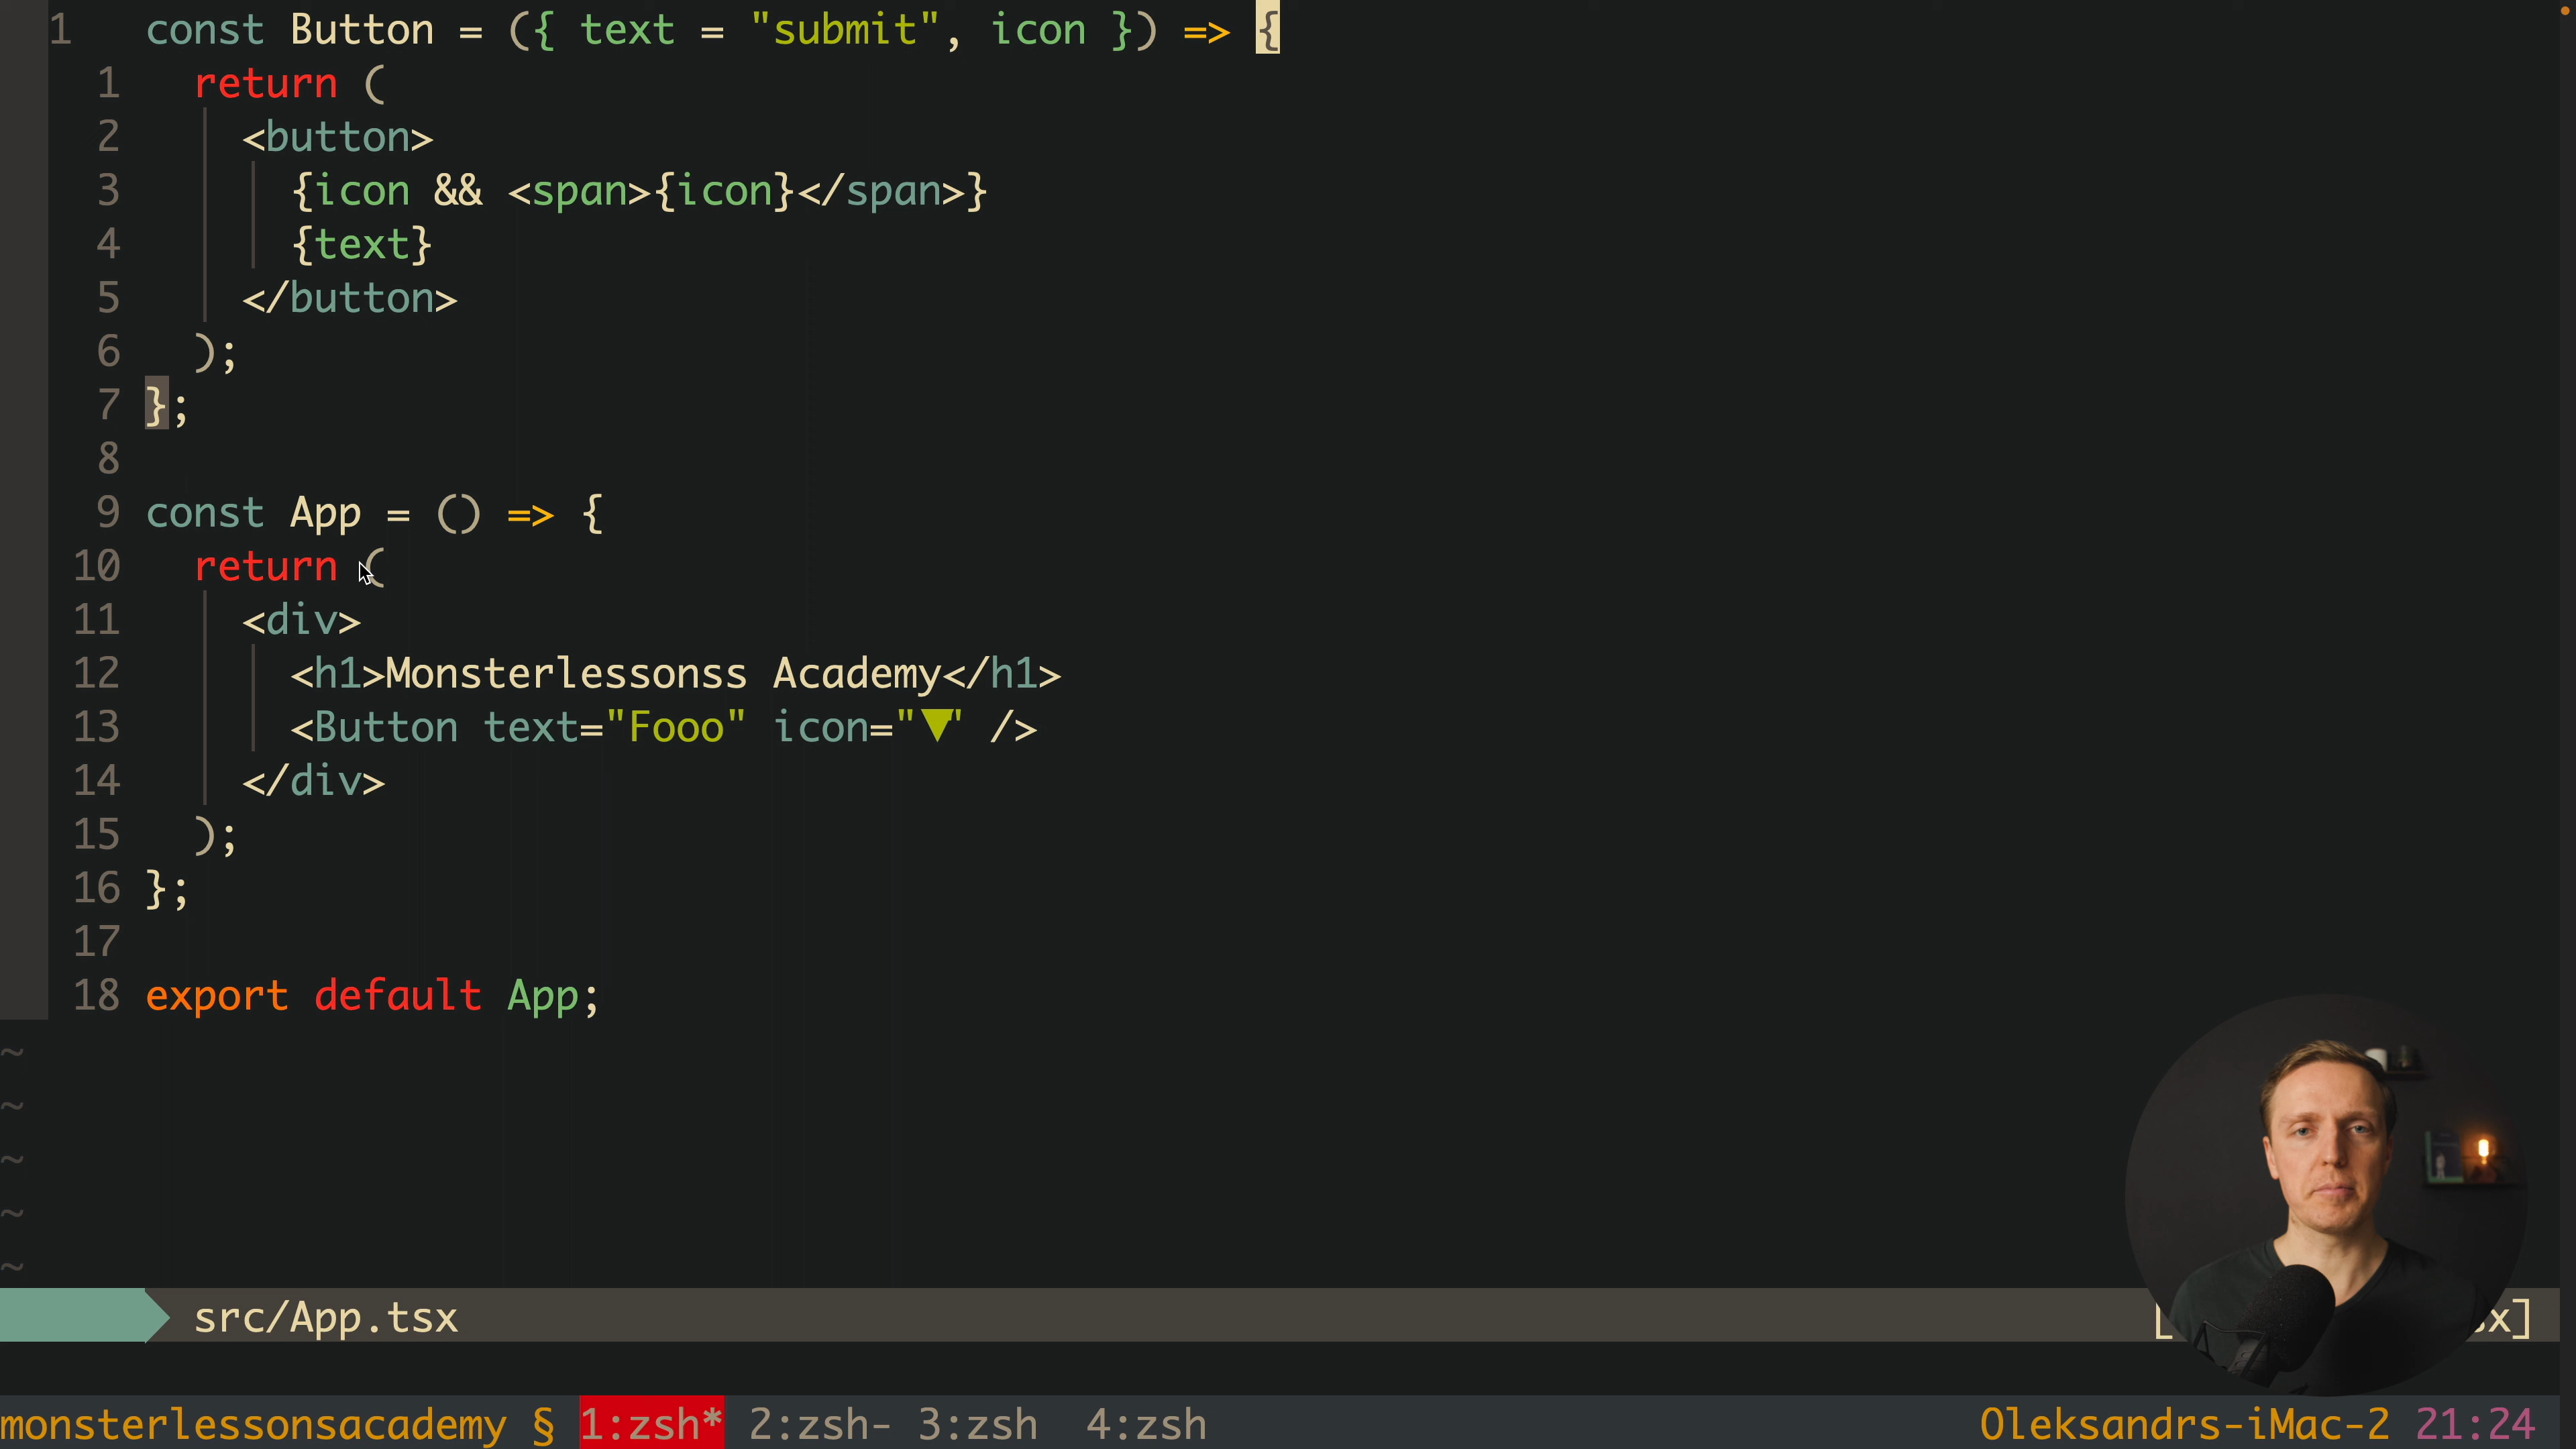 1 const Button = ({ text = "submit", icon }) => {
1 return (
2 <button>
3 {icon && <span>{icon}</span>}
4 {text}
5 </button>
6 );
7 };
8
9 const App = () => {
10 return (
11 <div>
12 <h1>Monsterlessonss Academy</h1>
13 <Button text="Fooo" icon="▼" />
14 </div>
15 );
16 };
17
18 export default App;
~
~
~
~
~
src/App.tsx [ x]
monsterlessonsacademy § 1:zsh* 2:zsh- 3:zsh 4:zsh Oleksandrs-iMac-2 21:24